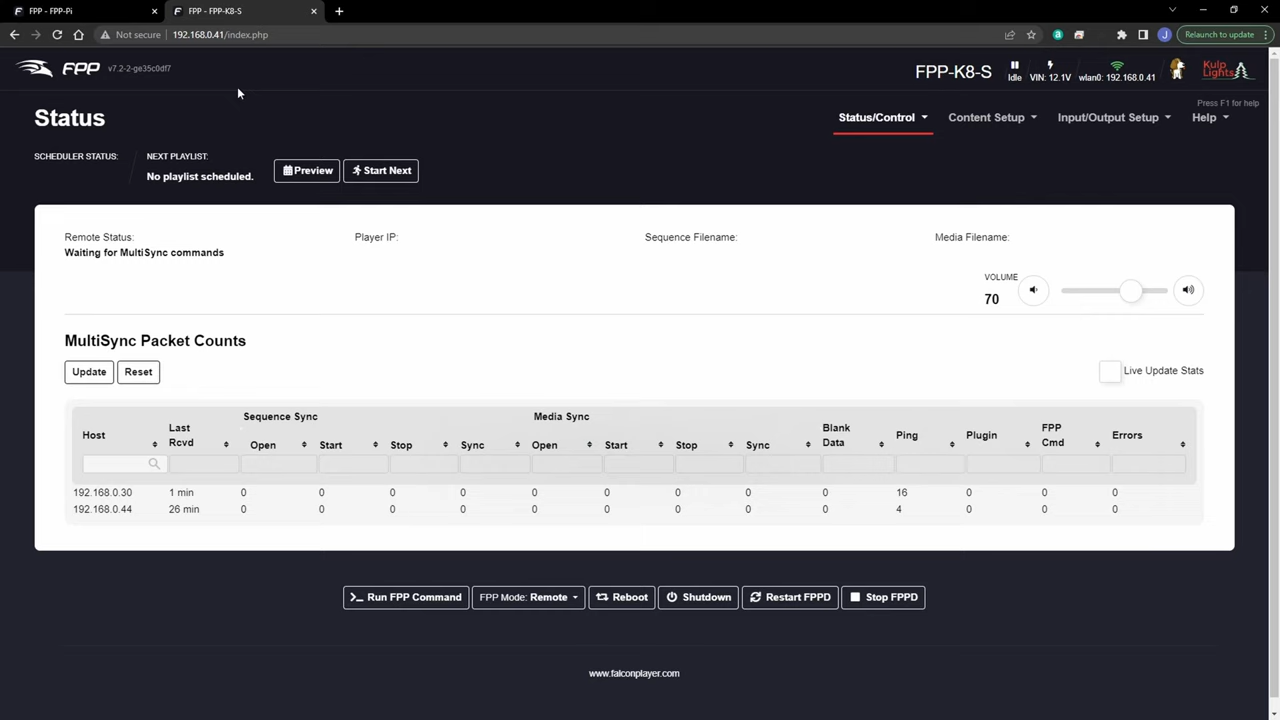 FPP - FPP-Pi
FPP - FPP-K8-S
Not secure
192.168.0.41/index.php
Relaunch to update
J
FPP
v7.2-2-ge35c0df7
FPP-K8-S
Idle
VIN: 12.1V
wlan0: 192.168.0.41
Kulp
Lights
Press F1 for help
Status
Status/Control
Content Setup
Input/Output Setup
Help
SCHEDULER STATUS:
NEXT PLAYLIST:
No playlist scheduled.
Preview
Start Next
Remote Status:
Waiting for MultiSync commands
Player IP:
Sequence Filename:
Media Filename:
VOLUME
70
MultiSync Packet Counts
Update
Reset
Live Update Stats
Sequence Sync
Media Sync
Host
Last Rcvd
Open
Start
Stop
Sync
Open
Start
Stop
Sync
Blank Data
Ping
Plugin
FPP Cmd
Errors
192.168.0.30 1 min 0 0 0 0 0 0 0 0 0 16 0 0 0
192.168.0.44 26 min 0 0 0 0 0 0 0 0 0 4 0 0 0
Run FPP Command
FPP Mode: Remote
Reboot
Shutdown
Restart FPPD
Stop FPPD
www.falconplayer.com